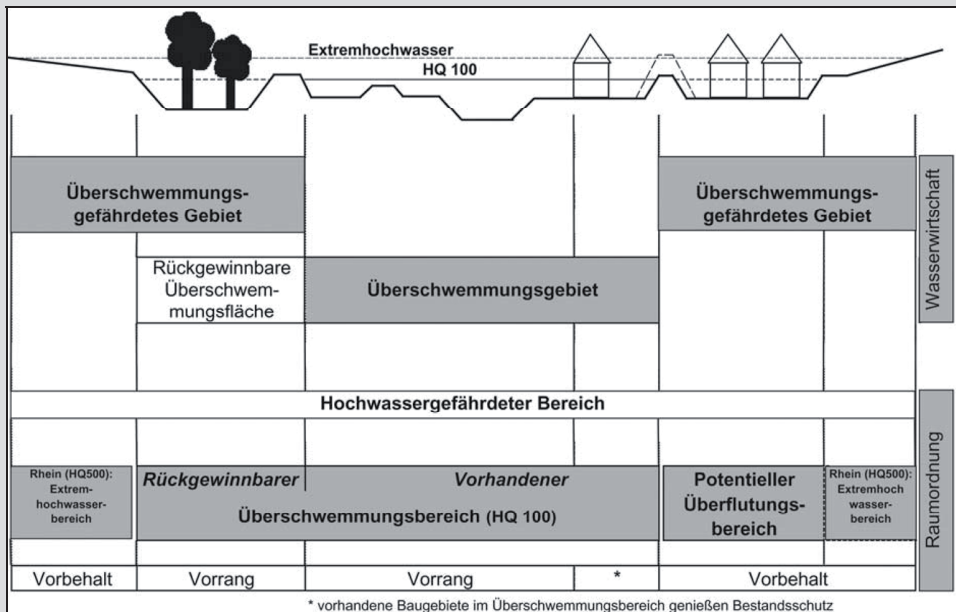 Extremhochwasser
HQ 100
Überschwemmungs-
gefährdetes Gebiet
Überschwemmungs-
gefährdetes Gebiet
Wasserwirtschaft
Rückgewinnbare
Überschwem-
mungsfläche
Überschwemmungsgebiet
Hochwassergefährdeter Bereich
Raumordnung
Rhein (HQ500):
Extrem-
hochwasser-
bereich
Rückgewinnbarer
Vorhandener
Überschwemmungsbereich (HQ 100)
Potentieller
Überflutungs-
bereich
Rhein (HQ500):
Extremhoch
wasser-
bereich
Vorbehalt
Vorrang
Vorrang
*
Vorbehalt
* vorhandene Baugebiete im Überschwemmungsbereich genießen Bestandsschutz